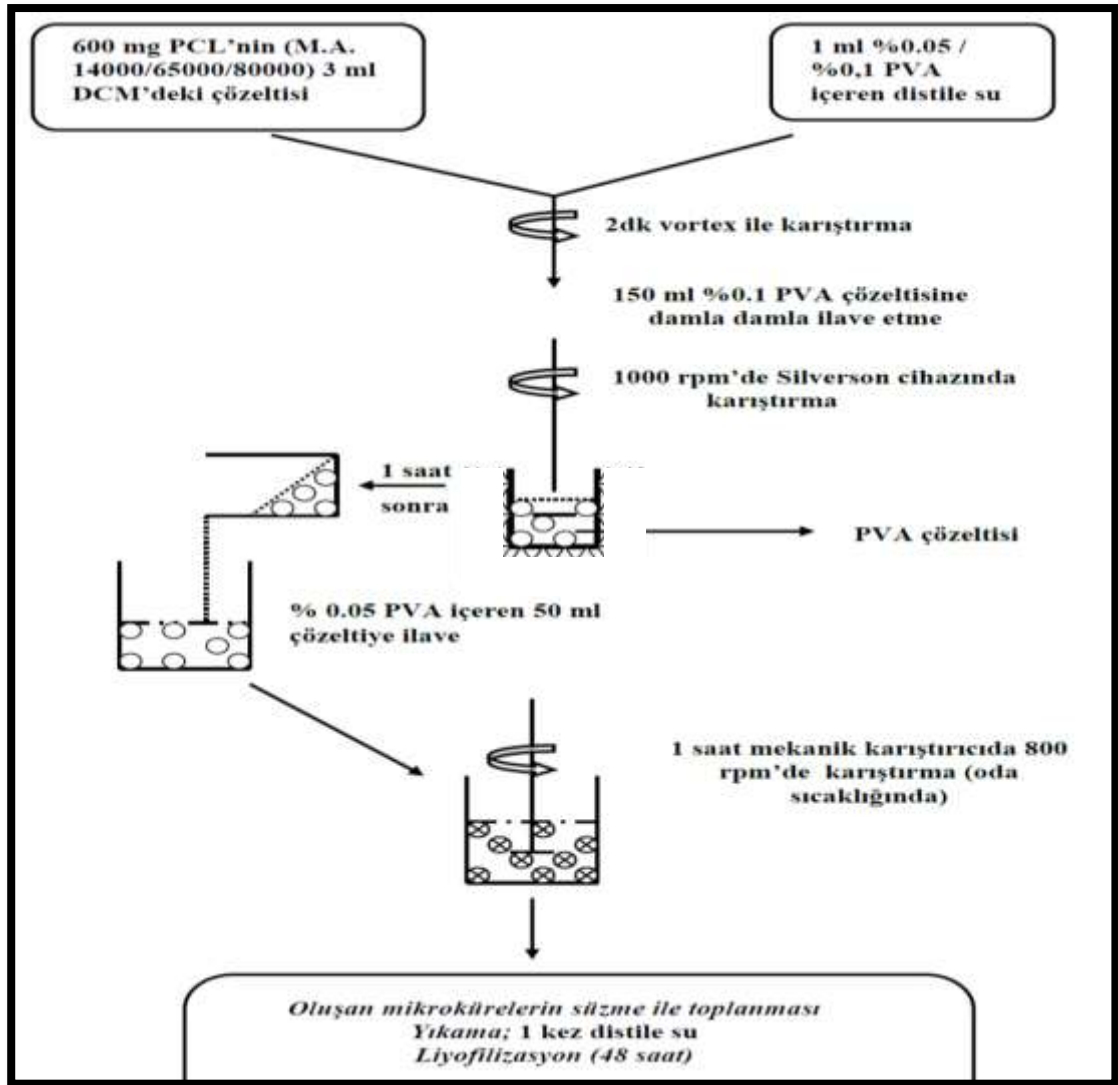 600 mg PCL’nin (M.A.
14000/65000/80000) 3 ml
DCM’deki çözeltisi
1 ml %0.05 /
%0,1 PVA
içeren distile su
2dk vortex ile karıştırma
150 ml %0.1 PVA çözeltisine
damla damla ilave etme
1000 rpm’de Silverson cihazında
karıştırma
1 saat
sonra
PVA çözeltisi
% 0.05 PVA içeren 50 ml
çözeltiye ilave
1 saat mekanik karıştırıcıda 800
rpm’de karıştırma (oda
sıcaklığında)
Oluşan mikrokürelerin süzme ile toplanması
Yıkama; 1 kez distile su
Liyofilizasyon (48 saat)